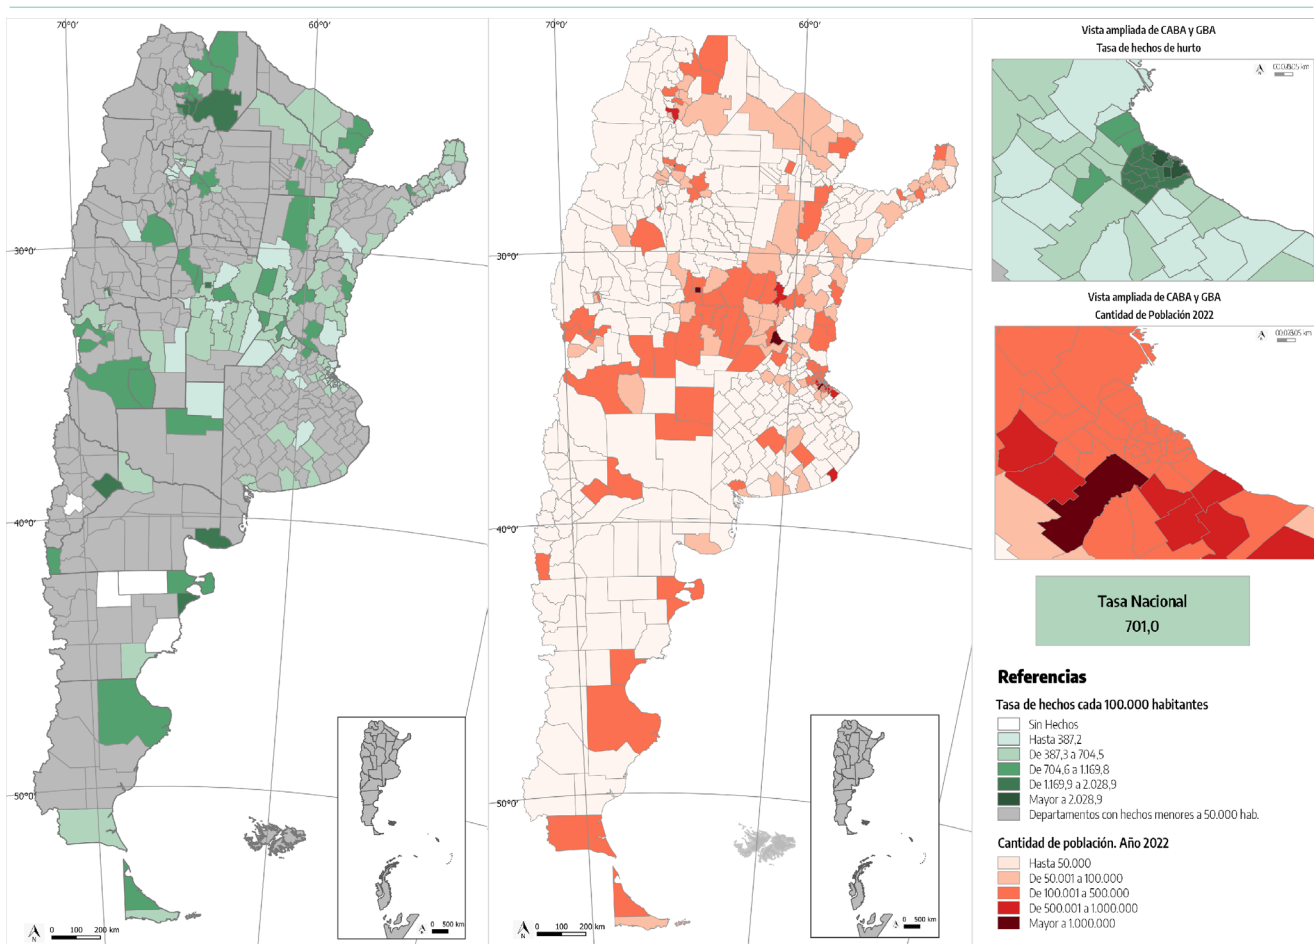 70°0'
60°0'
30°0'
40°0'
50°0'
N
0 100 200 km
N
0 500 km
70°0'
60°0'
30°0'
40°0'
50°0'
N
0 100 200 km
N
0 500 km
Vista ampliada de CABA y GBA
Tasa de hechos de hurto
Vista ampliada de CABA y GBA
Cantidad de Población 2022
Tasa Nacional
701,0
Referencias
Tasa de hechos cada 100.000 habitantes
Sin Hechos
Hasta 387,2
De 387,3 a 704,5
De 704,6 a 1.169,8
De 1.169,9 a 2.028,9
Mayor a 2.028,9
Departamentos con hechos menores a 50.000 hab.
Cantidad de población. Año 2022
Hasta 50.000
De 50.001 a 100.000
De 100.001 a 500.000
De 500.001 a 1.000.000
Mayor a 1.000.000